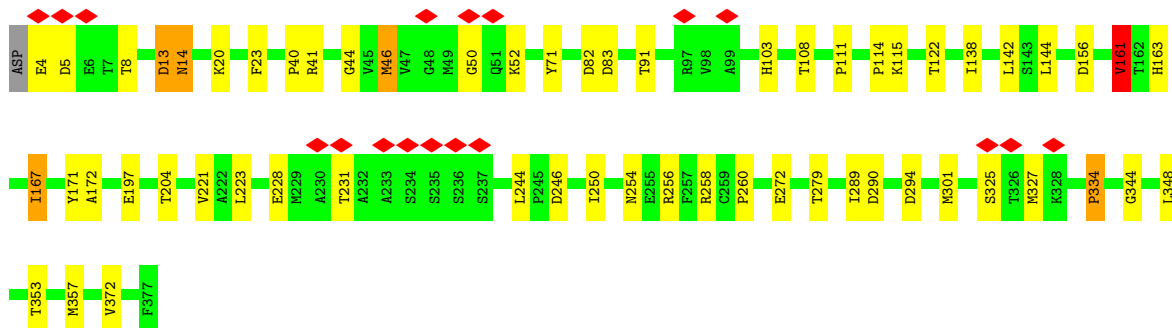 ASP E4 D5 E6 T7 T8 D13 N14 K20 F23 P40 R41 G44 V45 M46 V47 G48 M49 G50 Q51 K52 Y71 D82 D83 T91 R97 V98 A99 H103 T108 P111 P114 K115 T122 I138 L142 S143 L144 D156 V161 T162 H163
I167 Y171 A172 E197 T204 V221 A222 L223 E228 M229 A230 T231 A232 A233 S234 S235 S236 S237 L244 P245 D246 I250 N254 E255 R256 F257 R258 C259 P260 E272 T279 I289 D290 D294 M301 S325 T326 M327 K328 P334 G344 L348
T353 M357 V372 F377